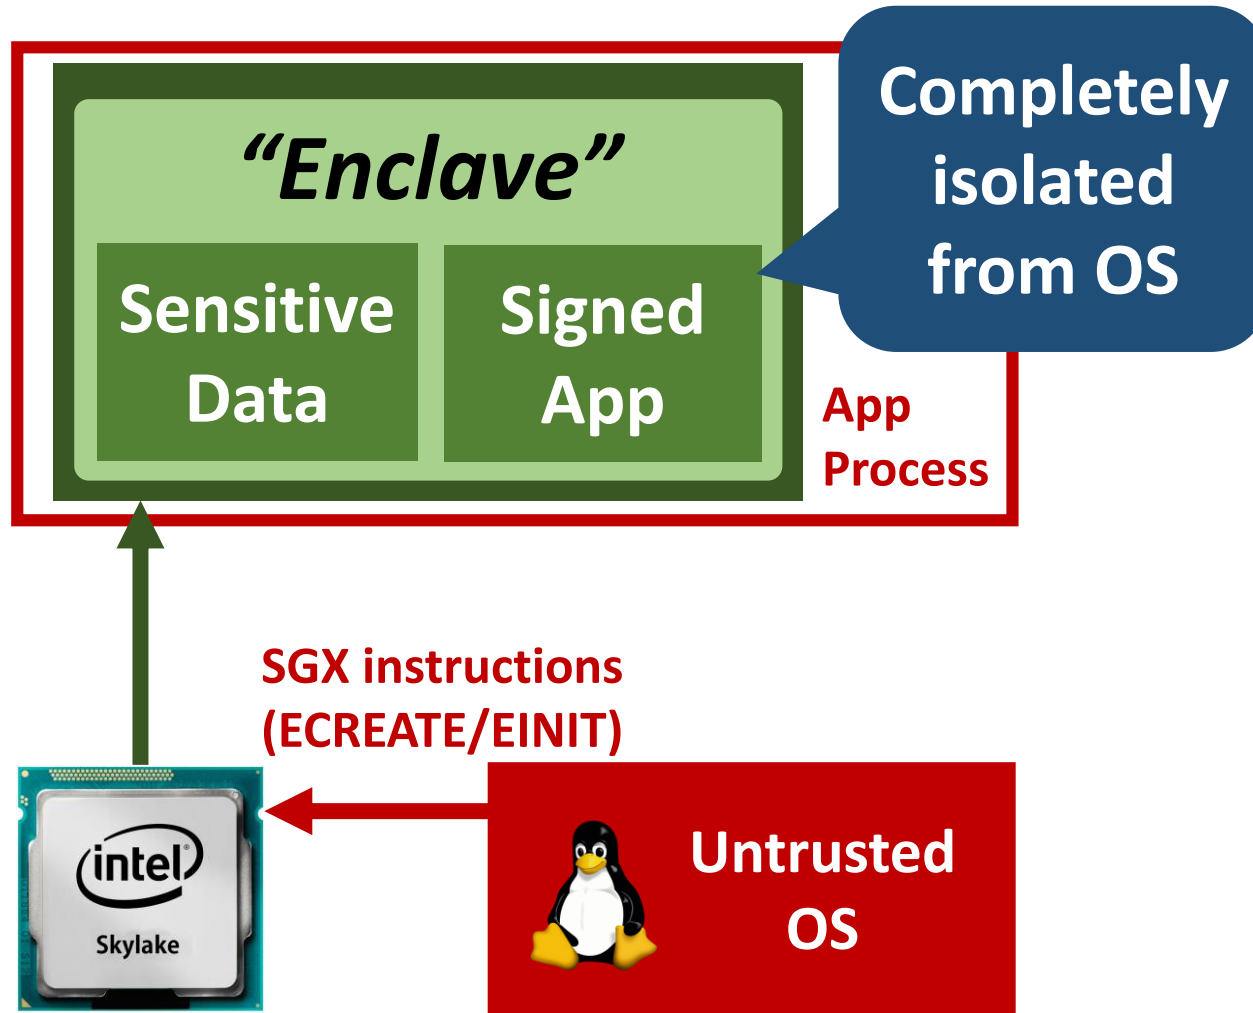 “Enclave”
Sensitive
Data
Signed
App
Completely
isolated
from OS
App
Process
SGX instructions
(ECREATE/EINIT)
intel
Skylake
Untrusted
OS